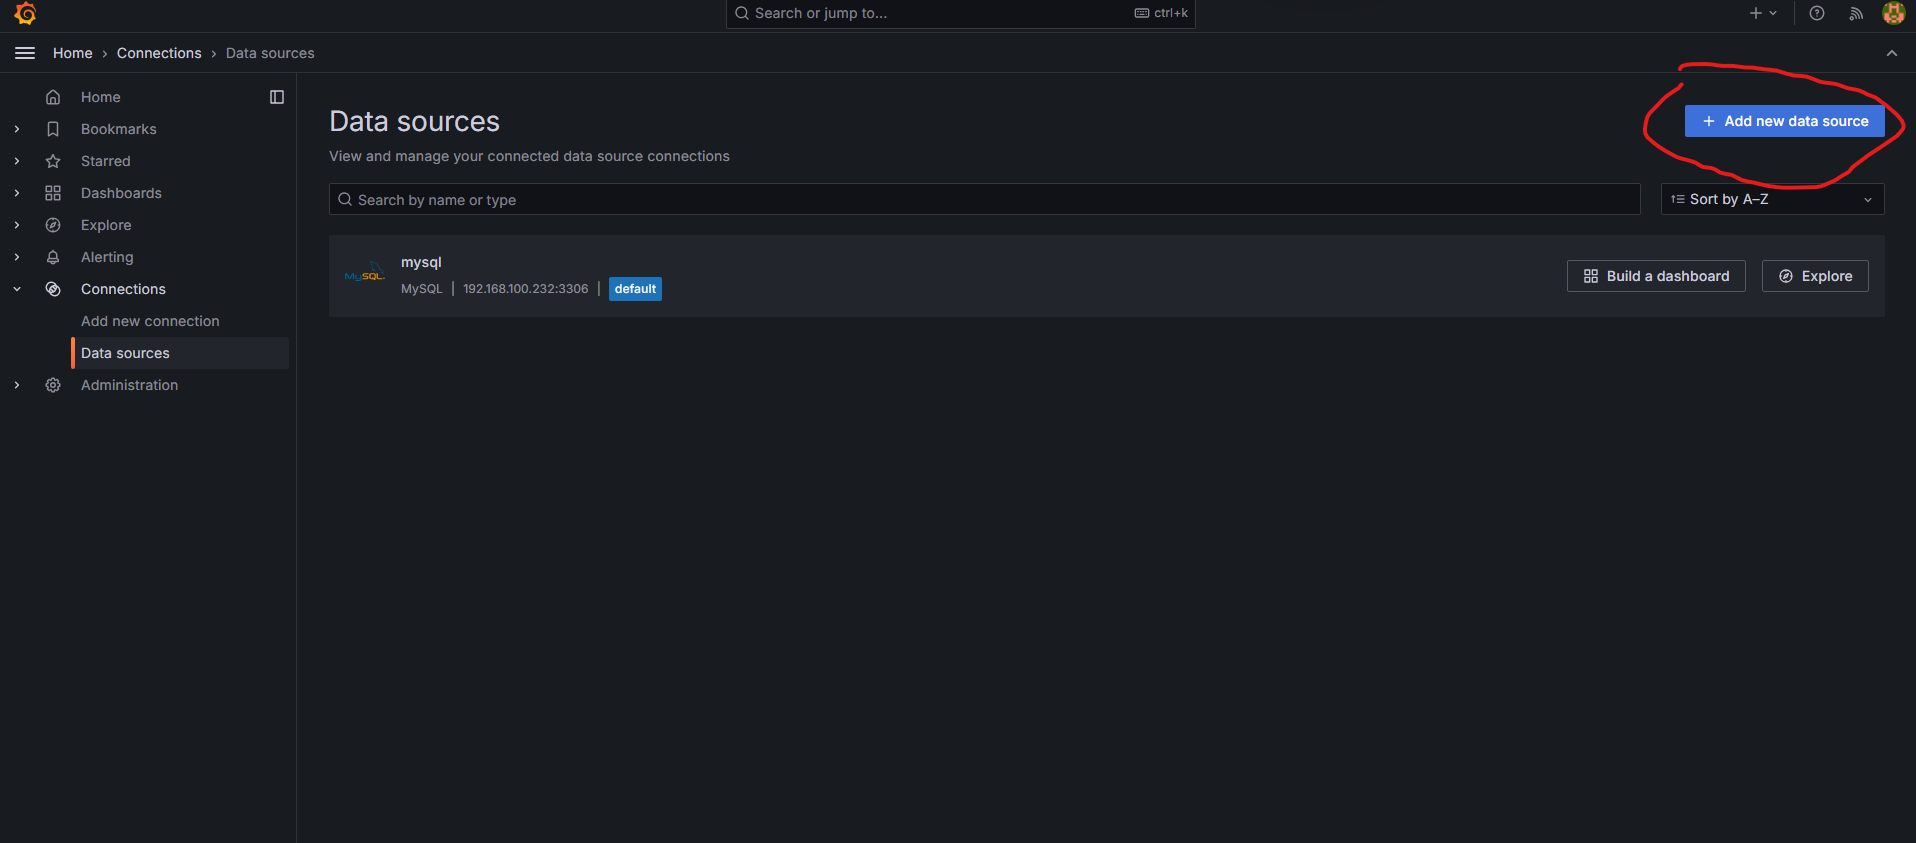 Search or jump to...
ctrl+k
Home › Connections › Data sources
Home
Bookmarks
Starred
Dashboards
Explore
Alerting
Connections
Add new connection
Data sources
Administration
Data sources
+ Add new data source
View and manage your connected data source connections
Search by name or type
Sort by A–Z
MySQL.
mysql
MySQL | 192.168.100.232:3306 | default
Build a dashboard
Explore